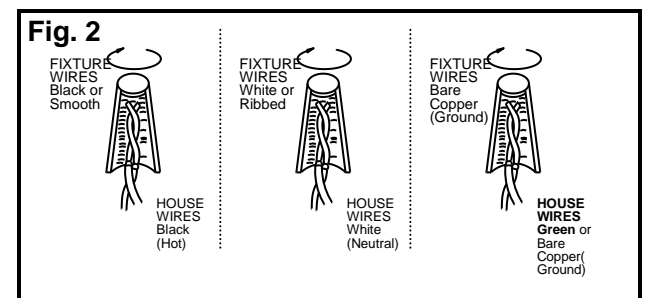 Fig. 2
FIXTURE
WIRES
Black or
Smooth
HOUSE
WIRES
Black
(Hot)
FIXTURE
WIRES
White or
Ribbed
HOUSE
WIRES
White
(Neutral)
FIXTURE
WIRES
Bare
Copper
(Ground)
HOUSE
WIRES
Green or
Bare
Copper(
Ground)